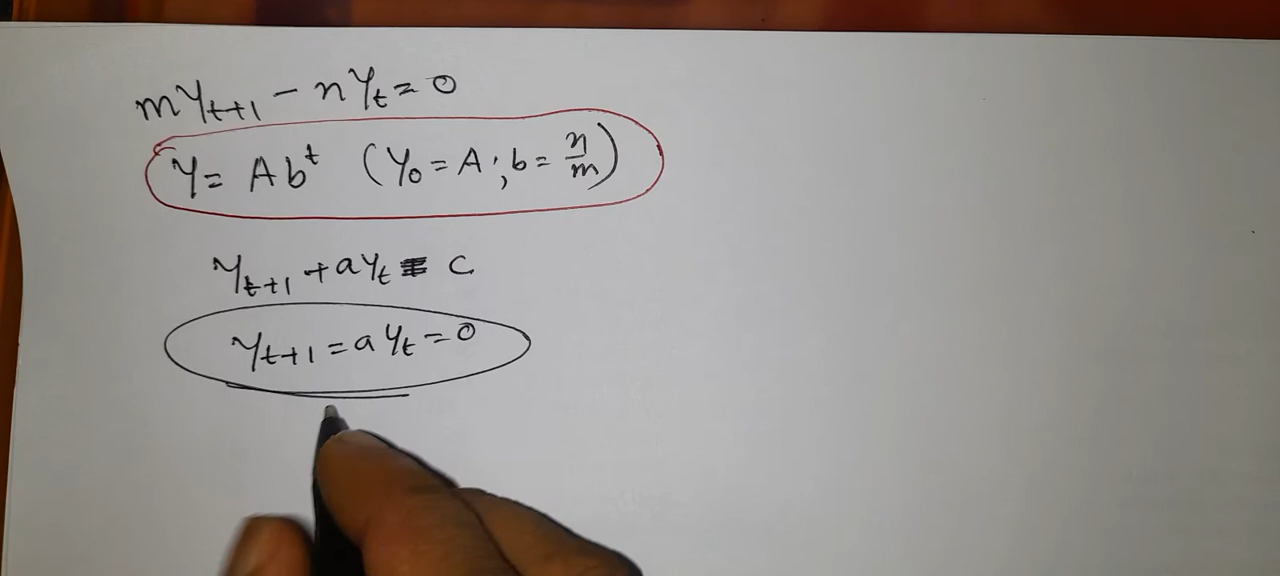 my_{t+1} - ny_t = 0
y = Ab^t (y_0 = A ; b = n/m)
y_{t+1} + ay_t = c
y_{t+1} = ay_t = 0